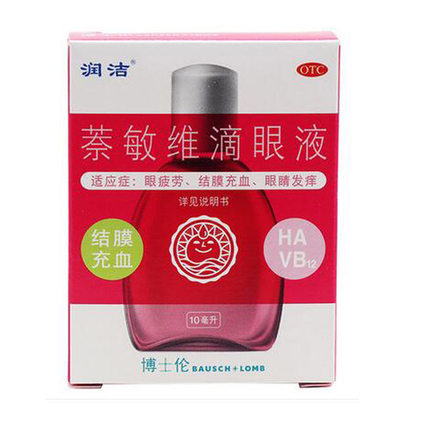 润洁®
OTC
萘敏维滴眼液
适应症：眼疲劳、结膜充血、眼睛发痒
详见说明书
结膜
充血
HA
VB12
10毫升
博士伦 BAUSCH+LOMB